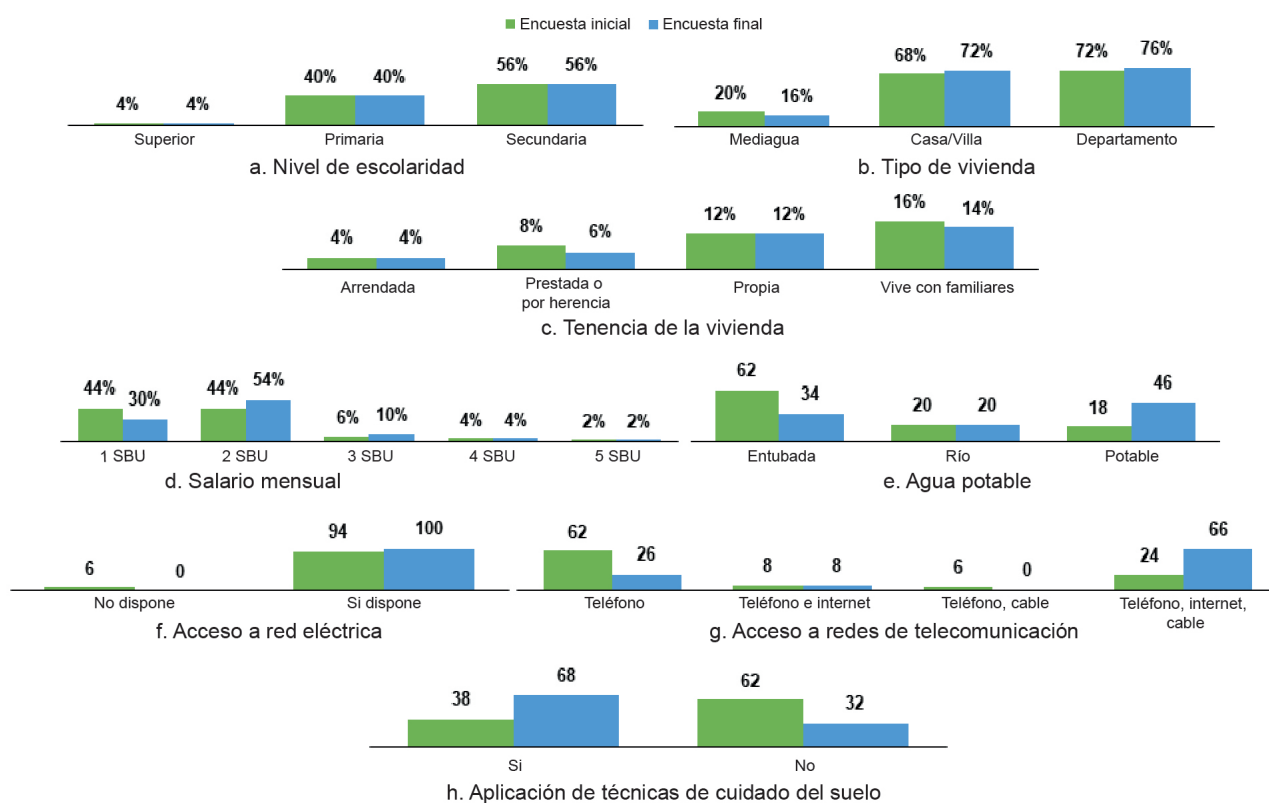 Encuesta inicial Encuesta final
4% 4% 40% 40% 56% 56%
Superior Primaria Secundaria
a. Nivel de escolaridad
20% 16% 68% 72% 72% 76%
Mediagua Casa/Villa Departamento
b. Tipo de vivienda
4% 4% 8% 6% 12% 12% 16% 14%
Arrendada Prestada o Propia Vive con familiares
por herencia
c. Tenencia de la vivienda
44% 30% 44% 54% 6% 10% 4% 4% 2% 2%
1 SBU 2 SBU 3 SBU 4 SBU 5 SBU
d. Salario mensual
62 34 20 20 18 46
Entubada Río Potable
e. Agua potable
6 0 94 100
No dispone Si dispone
f. Acceso a red eléctrica
62 26 8 8 6 0 24 66
Teléfono Teléfono e internet Teléfono, cable Teléfono, internet,
cable
g. Acceso a redes de telecomunicación
38 68 62 32
Si No
h. Aplicación de técnicas de cuidado del suelo